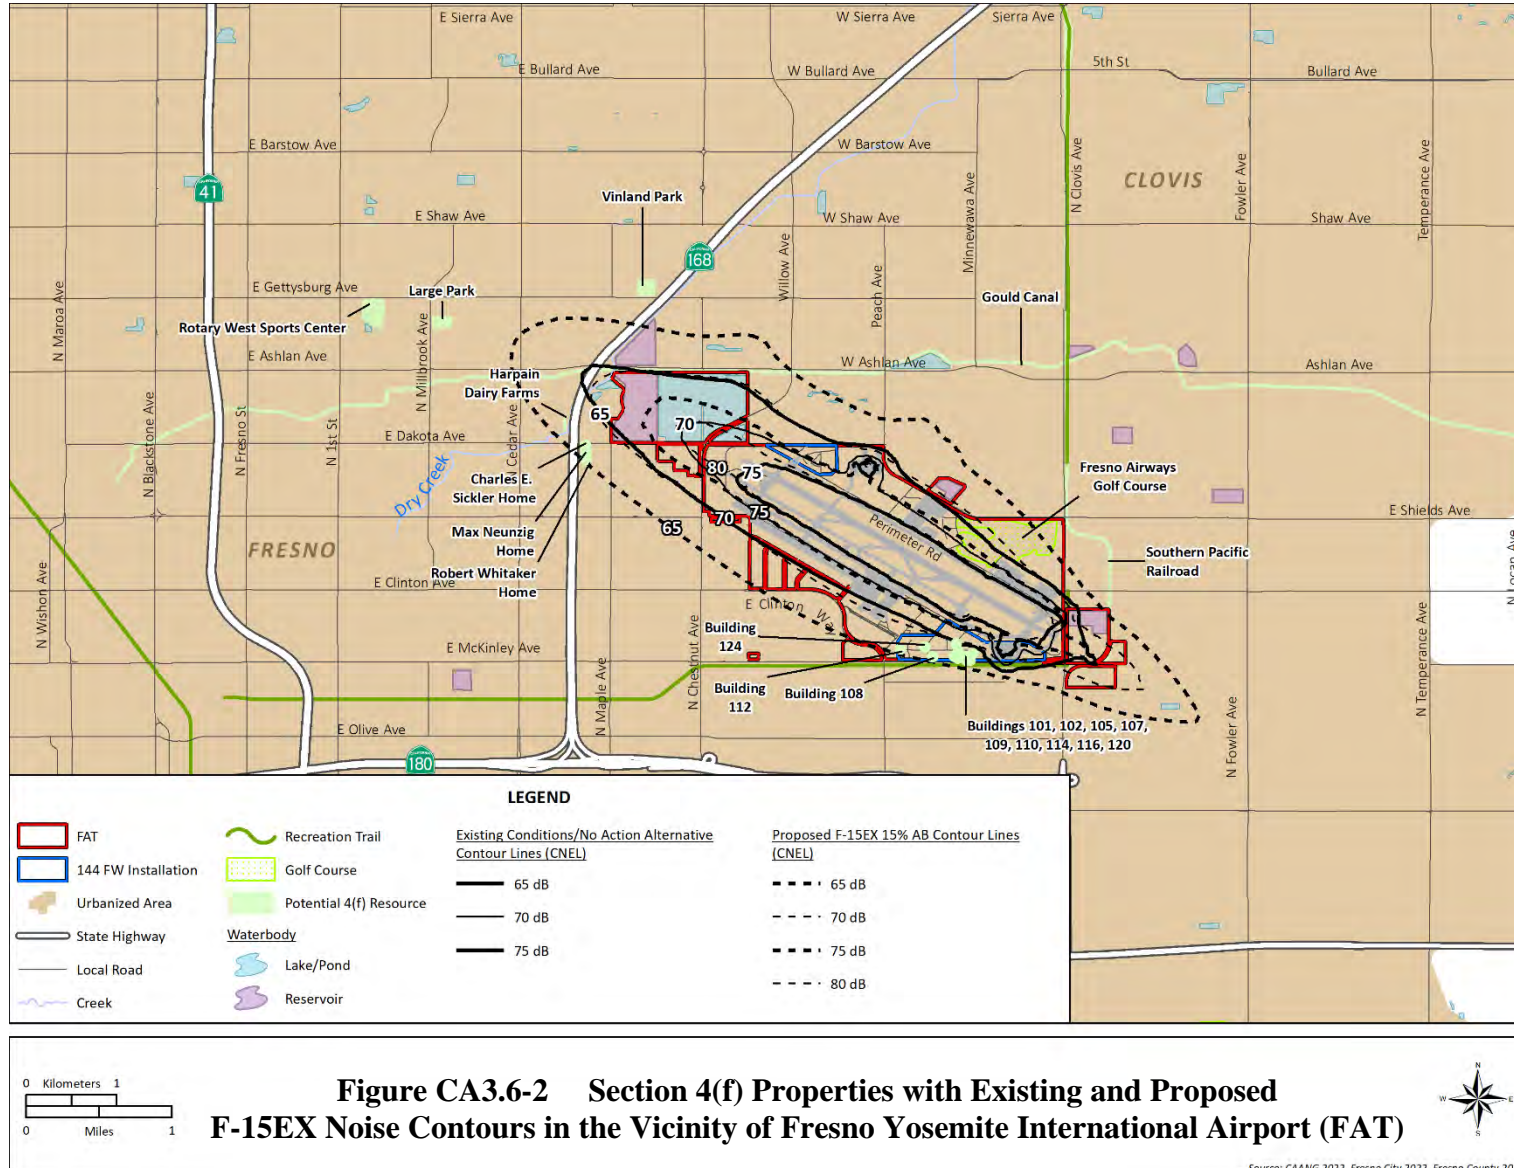 E Sierra Ave
W Sierra Ave
Sierra Ave
E Bullard Ave
W Bullard Ave
5th St
Bullard Ave
E Barstow Ave
W Barstow Ave
41
CLOVIS
Vinland Park
E Shaw Ave
W Shaw Ave
Shaw Ave
N Clovis Ave
Fowler Ave
Temperance Ave
Minnewawa Ave
168
Willow Ave
Peach Ave
E Gettysburg Ave
Large Park
Gould Canal
Rotary West Sports Center
N Maroa Ave
N Millbrook Ave
E Ashlan Ave
W Ashlan Ave
Ashlan Ave
Harpain
Dairy Farms
N Blackstone Ave
N Fresno St
N 1st St
N Cedar Ave
65
70
E Dakota Ave
80
75
Charles E.
Sickler Home
Dry Creek
Fresno Airways
Golf Course
75
70
65
Perimeter Rd
E Shields Ave
Max Neunzig
Home
FRESNO
Southern Pacific
Railroad
Robert Whitaker
Home
E Clinton Ave
E Clinton Way
N Wishon Ave
N Locan Ave
Building
124
E McKinley Ave
N Chestnut Ave
N Maple Ave
N Temperance Ave
Building
112
Building 108
Buildings 101, 102, 105, 107,
109, 110, 114, 116, 120
E Olive Ave
N Fowler Ave
180
LEGEND
FAT
144 FW Installation
Urbanized Area
State Highway
Local Road
Creek
Recreation Trail
Golf Course
Potential 4(f) Resource
Waterbody
Lake/Pond
Reservoir
Existing Conditions/No Action Alternative
Contour Lines (CNEL)
65 dB
70 dB
75 dB
Proposed F-15EX 15% AB Contour Lines
(CNEL)
65 dB
70 dB
75 dB
80 dB
0 Kilometers 1
0 Miles 1
Figure CA3.6-2 Section 4(f) Properties with Existing and Proposed
F-15EX Noise Contours in the Vicinity of Fresno Yosemite International Airport (FAT)
N
W
E
S
Source: CAANG 2022, Fresno City 2022, Fresno County 20